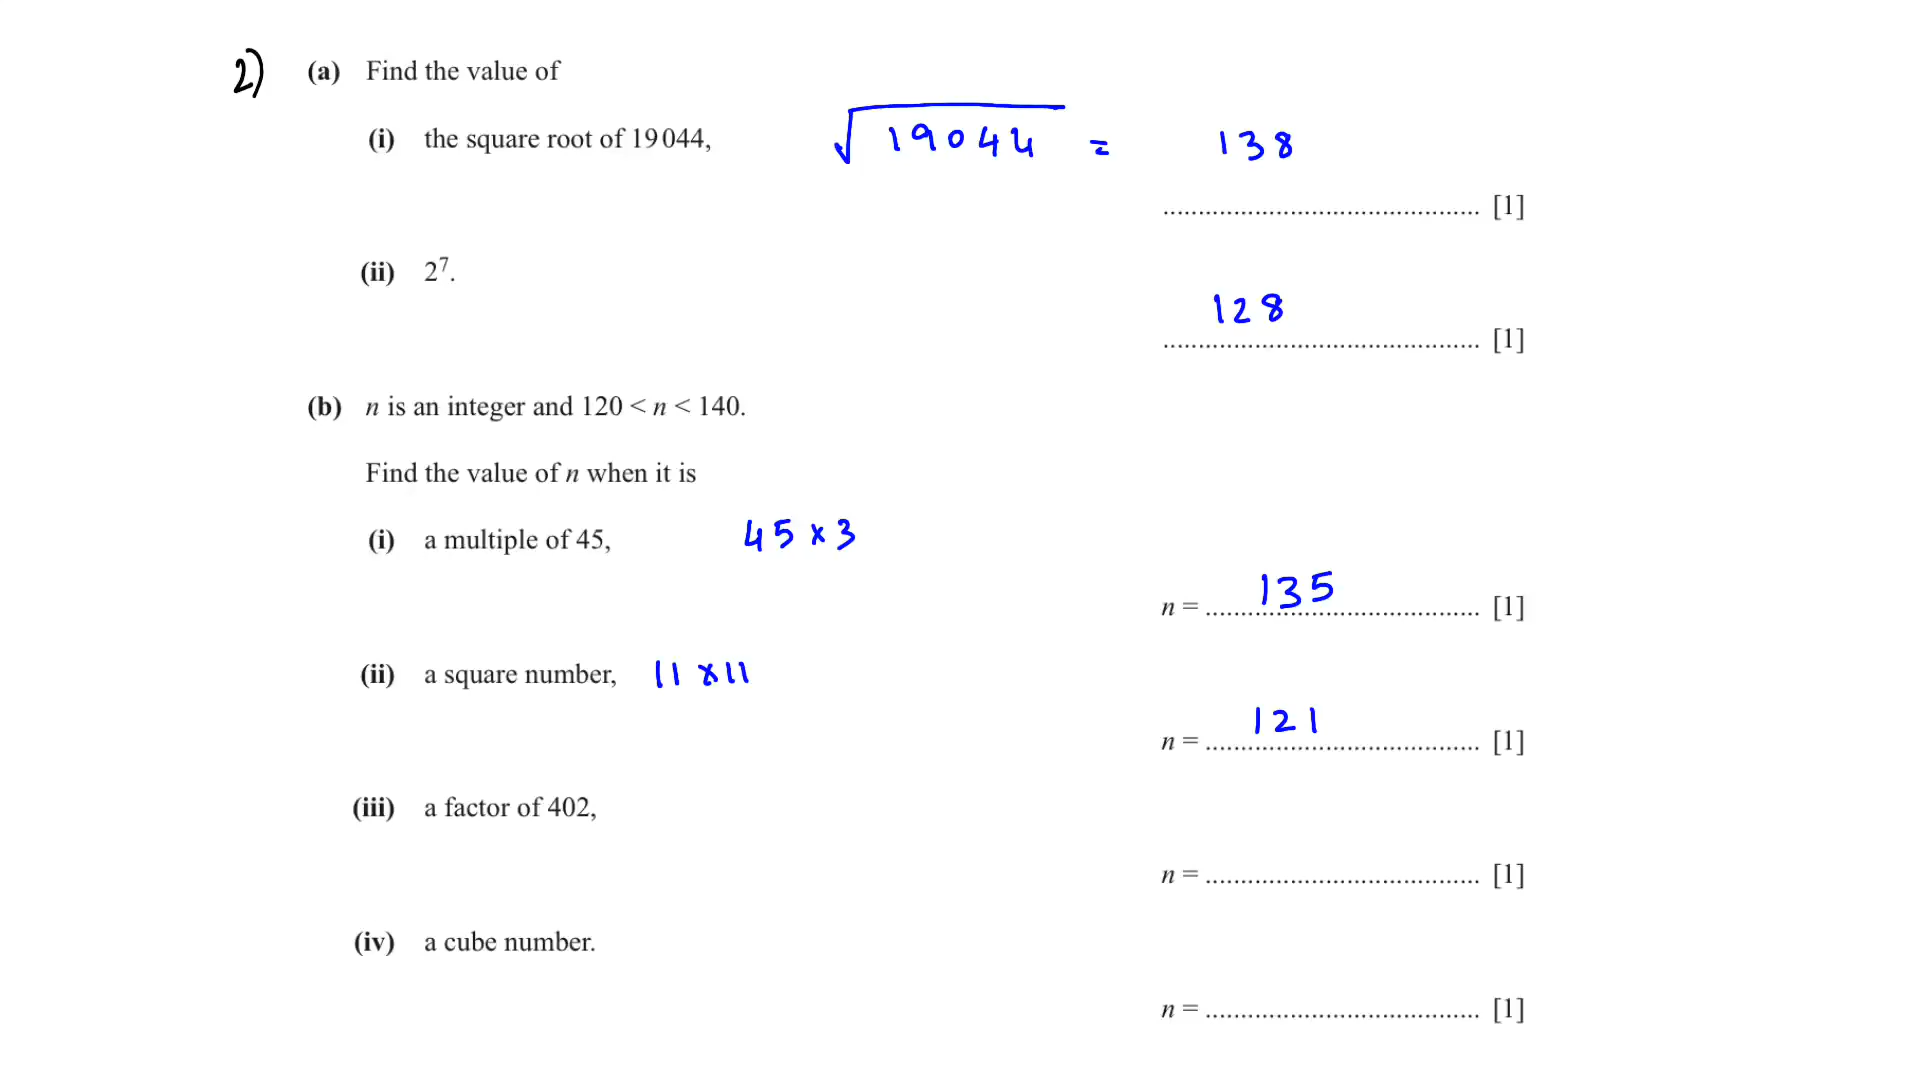 2) (a) Find the value of
(i) the square root of 19 044, √19044 = 138
........................................ [1]
(ii) 2⁷.
128
........................................ [1]
(b) n is an integer and 120 < n < 140.
Find the value of n when it is
(i) a multiple of 45, 45 × 3
n = 135 ........................................ [1]
(ii) a square number, 11 × 11
n = 121 ........................................ [1]
(iii) a factor of 402,
n = ........................................ [1]
(iv) a cube number.
n = ........................................ [1]